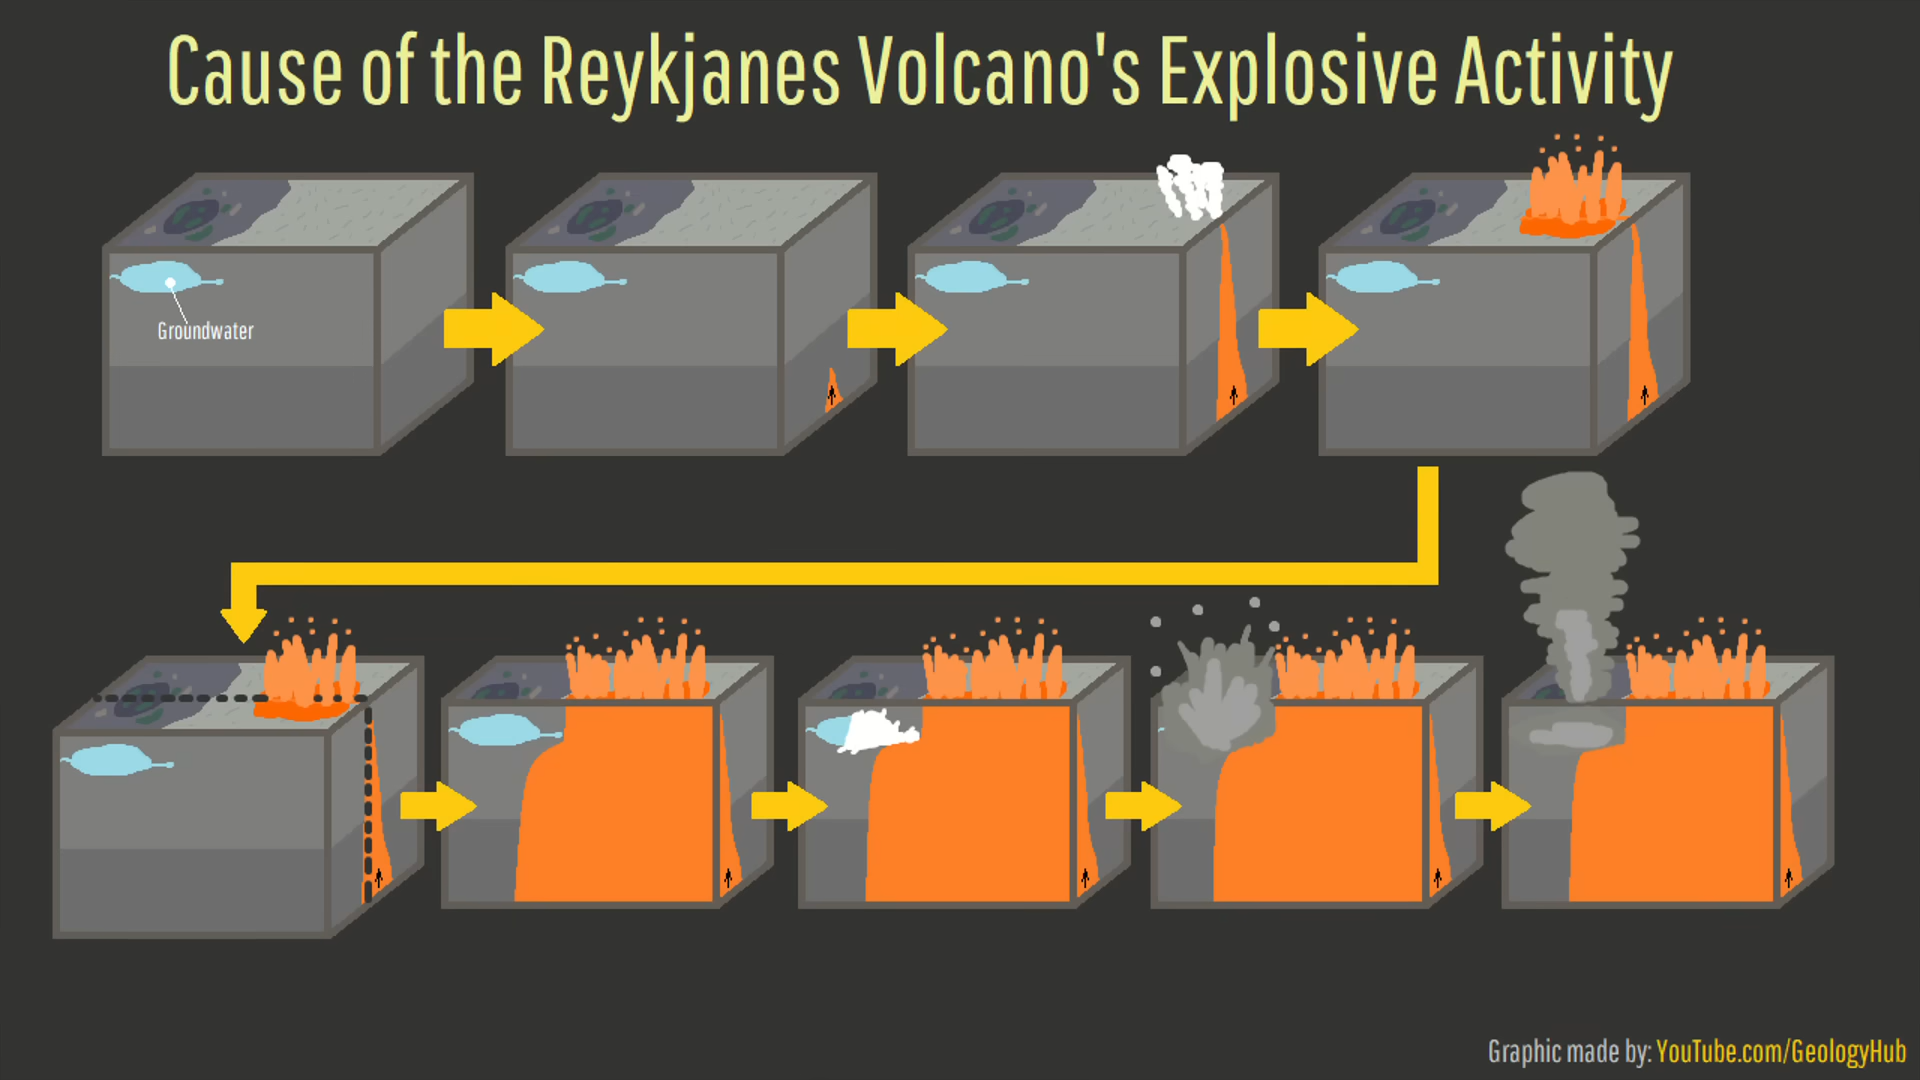 Cause of the Reykjanes Volcano's Explosive Activity
Groundwater
Graphic made by: YouTube.com/GeologyHub